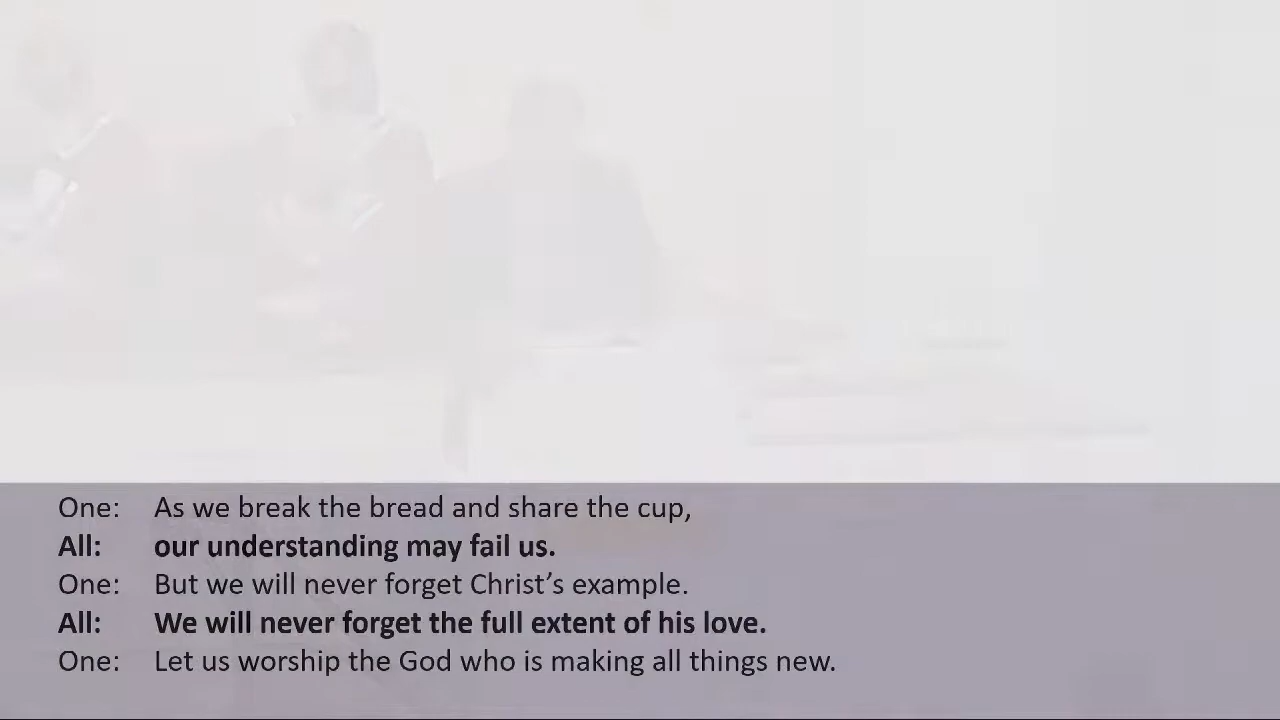 One: As we break the bread and share the cup,
All: our understanding may fail us.
One: But we will never forget Christ’s example.
All: We will never forget the full extent of his love.
One: Let us worship the God who is making all things new.